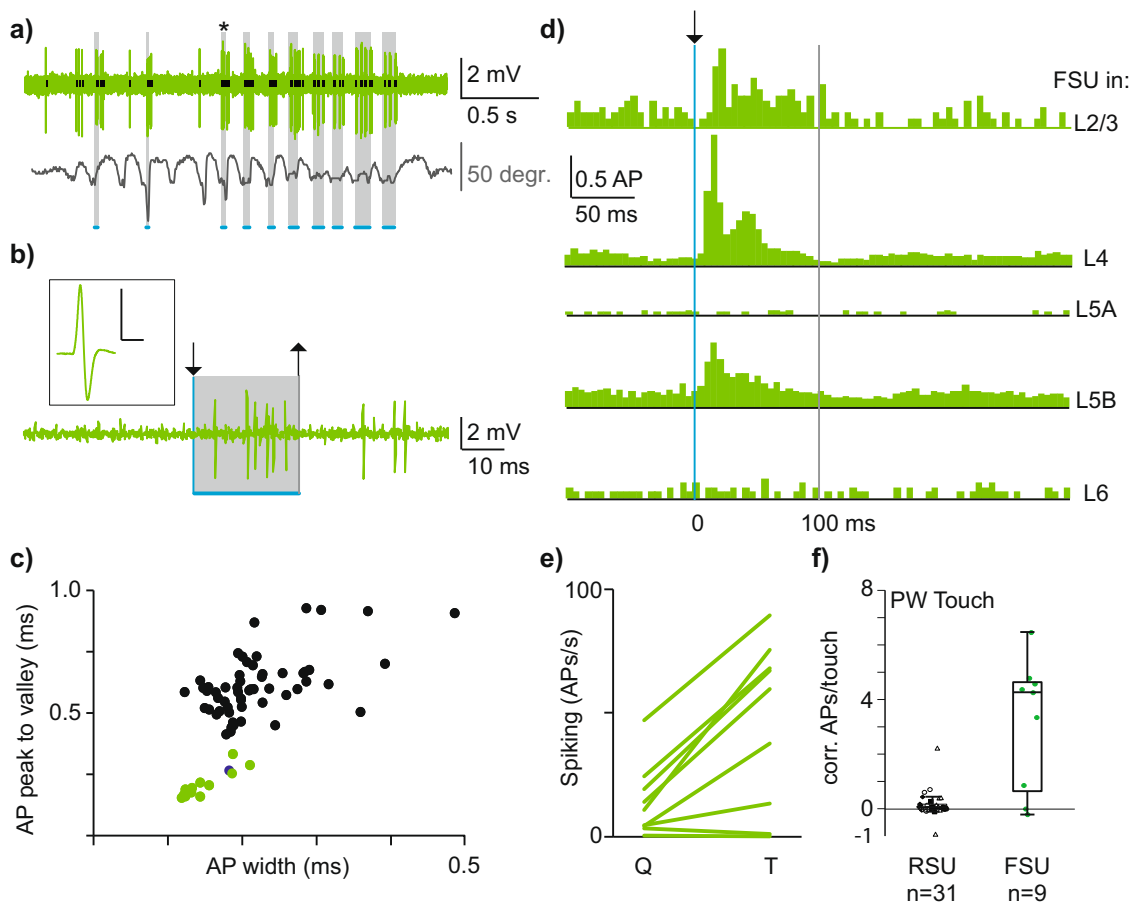 a)
*
2 mV
0.5 s
50 degr.
b)
2 mV
10 ms
c)
1.0
0.5
AP peak to valley (ms)
AP width (ms)
0.5
d)
FSU in:
L2/3
0.5 AP
50 ms
L4
L5A
L5B
L6
0
100 ms
e)
100
Spiking (APs/s)
0
Q
T
f)
8
PW Touch
4
corr. APs/touch
0
-1
RSU
n=31
FSU
n=9